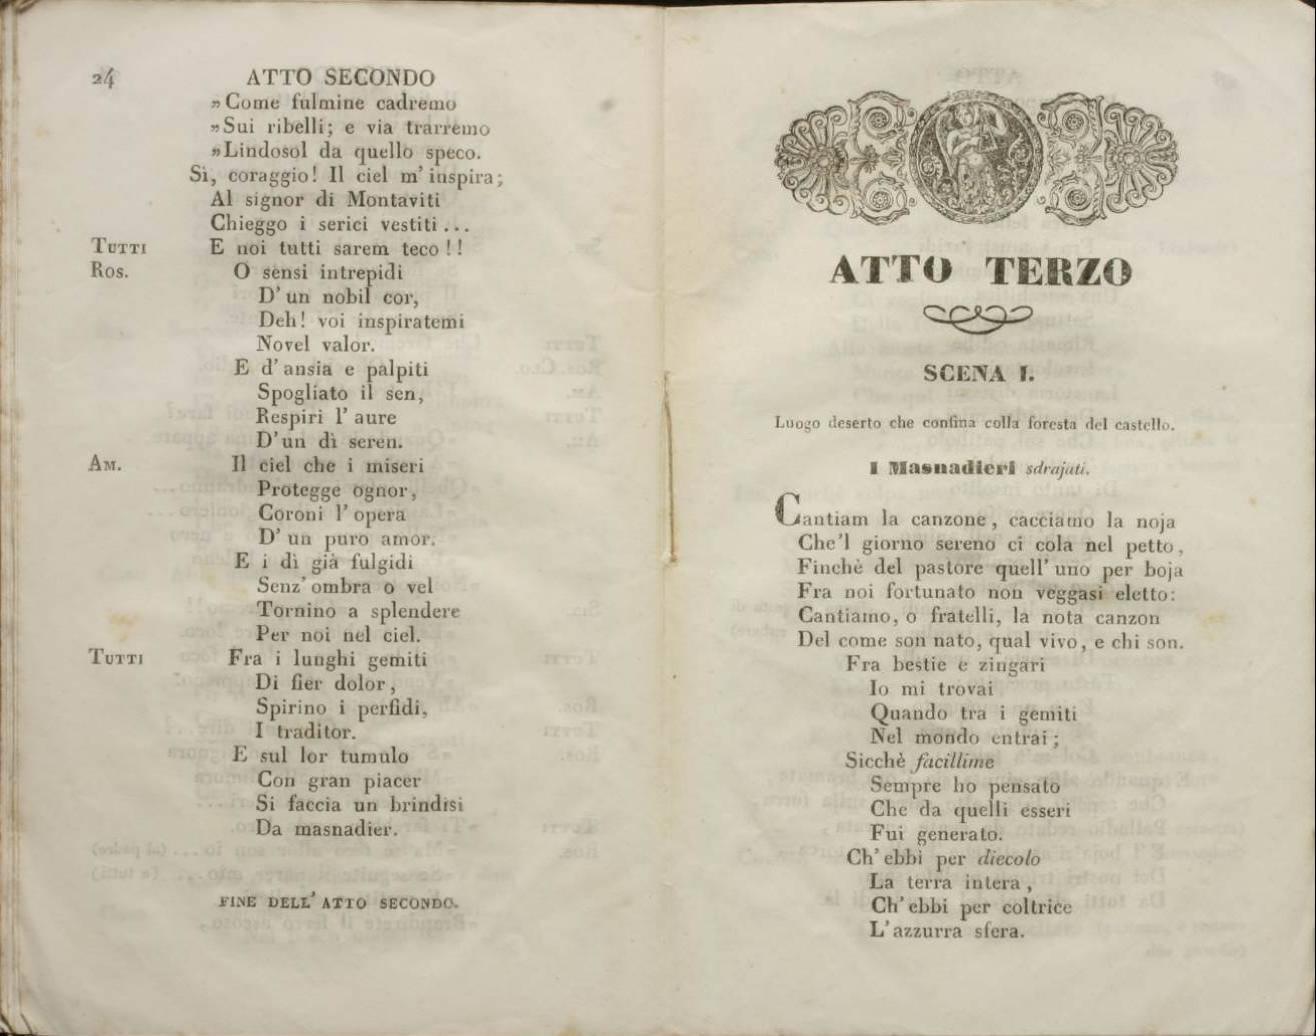 24 ATTO SECONDO
„Come fulmine cadremo
„Sui ribelli; e via trarremo
„Lindosol da quello speco.
Sì, coraggio! Il ciel m' inspira;
Al signor di Montaviti
Chieggo i serici vestiti ...
TUTTI E noi tutti sarem teco !!
ROS. O sensi intrepidi
D' un nobil cor,
Deh! voi inspiratemi
Novel valor.
E d' ansia e palpiti
Spogliato il sen,
Respiri l' aure
D' un dì seren.
AM. Il ciel che i miseri
Protegge ognor,
Coroni l' opera
D' un puro amor.
E i dì già fulgidi
Senz' ombra o vel
Tornino a splendere
Per noi nel ciel.
TUTTI Fra i lunghi gemiti
Di fier dolor,
Spirino i perfidi,
I traditor.
E sul lor tumulo
Con gran piacer
Si faccia un brindisi
Da masnadier.
FINE DELL' ATTO SECONDO.
ATTO TERZO
SCENA I.
Luogo deserto che confina colla foresta del castello.
I Masnadieri sdrajati.
Cantiam la canzone, cacciamo la noja
Che'l giorno sereno ci cola nel petto,
Finchè del pastore quell' uno per boja
Fra noi fortunato non veggasi eletto:
Cantiamo, o fratelli, la nota canzon
Del come son nato, qual vivo, e chi son.
Fra bestie e zingari
Io mi trovai
Quando tra i gemiti
Nel mondo entrai;
Sicchè facillime
Sempre ho pensato
Che da quelli esseri
Fui generato.
Ch' ebbi per diecolo
La terra intera,
Ch' ebbi per coltrice
L' azzurra sfera.